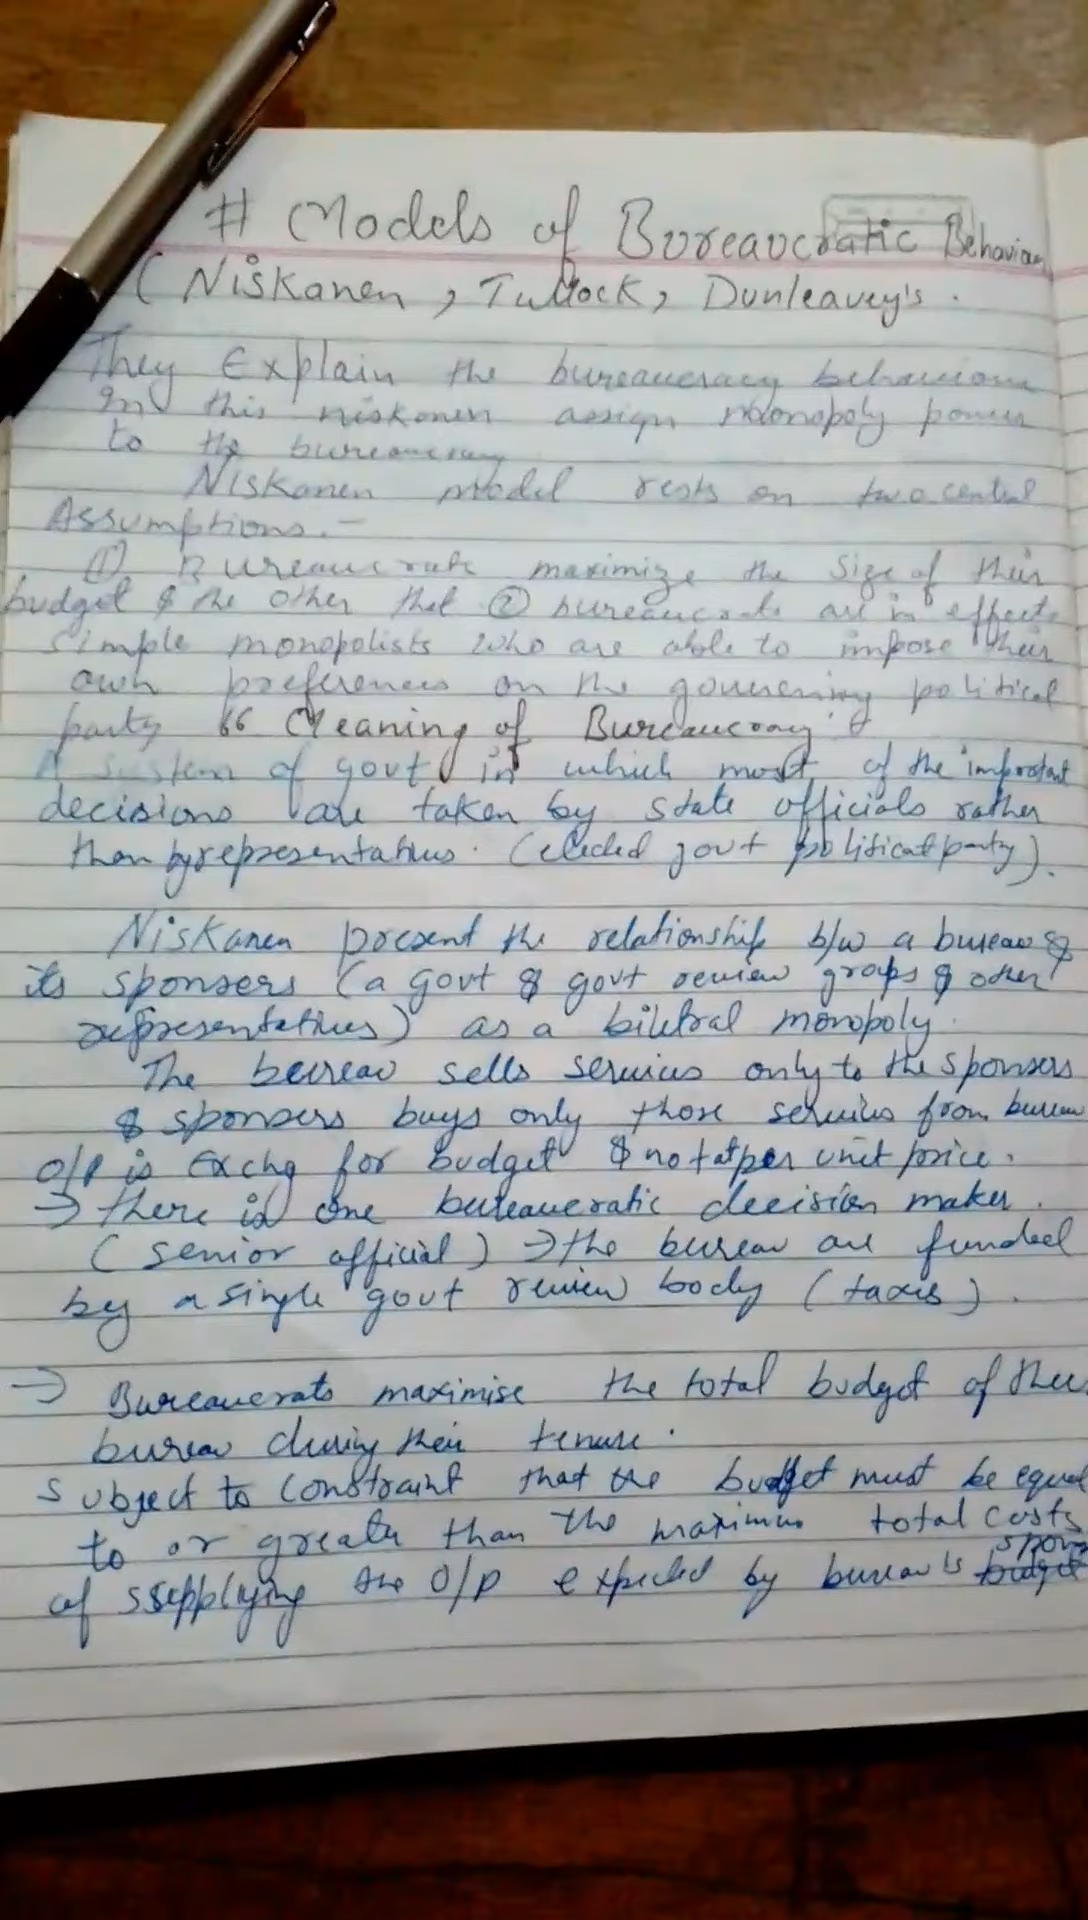 # Models of Bureaucratic Behaviour
(Niskanen, Tullock, Dunleavey's.
They Explain the bureaucracy behaviour
In this niskanen assign monopoly power
to the bureaucracy
Niskanen model rests on two central
Assumptions.-
① Bureaucrats maximize the size of their
budget & the other that ② bureaucrats are in effect
simple monopolists who are able to impose their
own preferences on the governing political
party "Meaning of Bureaucracy"
A system of govt in which most of the important
decisions are taken by state officials rather
than by representatives. (elected govt political party).
Niskanen present the relationship b/w a bureau &
its sponsers (a govt & govt review groups & other
representatives) as a biletral monopoly.
The bureau sells services only to the sponsers
& sponsers buys only those services from bureau
O/P is Exchg for budget & not at per unit price.
→ there is one bureaucratic decision maker.
(senior official) → the bureau are funded
by a single govt review body (taxes).
→ Bureaucrats maximise the total budget of their
bureau during their tenure.
Subject to constraint that the budget must be equal
to or greater than the maximum total costs
of supplying the O/P expected by bureau's